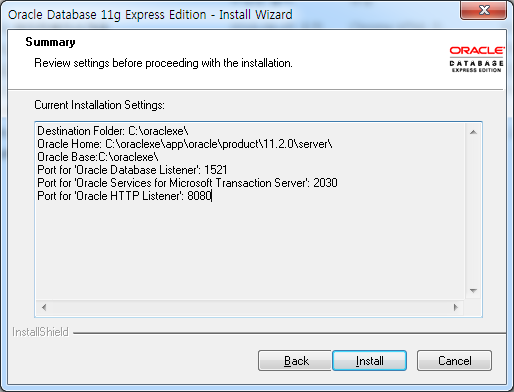 Oracle Database 11g Express Edition - Install Wizard
Summary
Review settings before proceeding with the installation.
ORACLE
DATABASE
EXPRESS EDITION
Current Installation Settings:
Destination Folder: C:\oraclexe\
Oracle Home: C:\oraclexe\app\oracle\product\11.2.0\server\
Oracle Base:C:\oraclexe\
Port for 'Oracle Database Listener': 1521
Port for 'Oracle Services for Microsoft Transaction Server': 2030
Port for 'Oracle HTTP Listener': 8080
InstallShield
Back
Install
Cancel